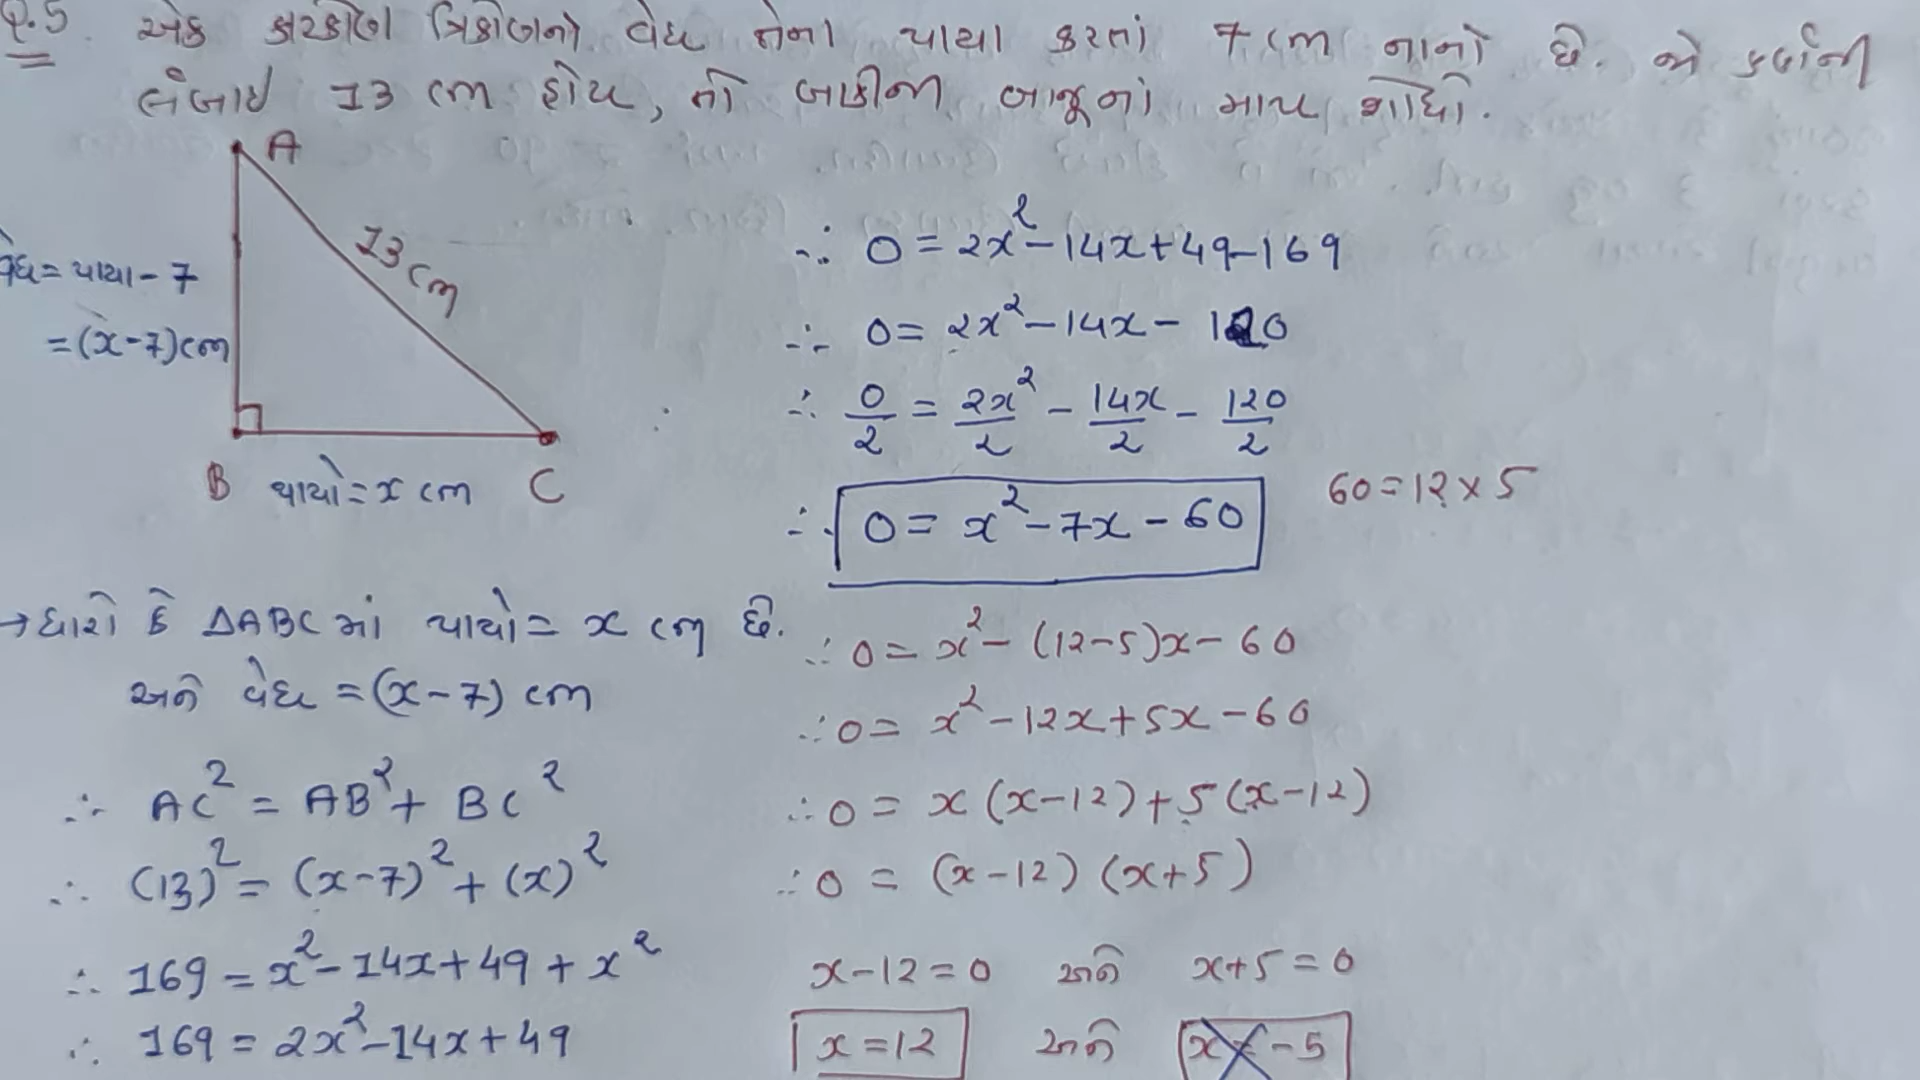 પ્ર.5. એક કાટકોણ ત્રિકોણનો વેધ તેના પાયા કરતાં 7 cm નાનો છે. જો કર્ણની
લંબાઈ 13 cm હોય, તો બાકીની બાજૂનાં માપ શોધો.
A
13 cm
વેધ = પાયા - 7
= (x-7) cm
B પાયો = x cm C
→ ધારો કે ΔABC માં પાયો = x cm છે.
અને વેધ = (x-7) cm
∴ AC² = AB² + BC²
∴ (13)² = (x-7)² + (x)²
∴ 169 = x² - 14x + 49 + x²
∴ 169 = 2x² - 14x + 49
∴ 0 = 2x² - 14x + 49 - 169
∴ 0 = 2x² - 14x - 120
∴ 0/2 = 2x²/2 - 14x/2 - 120/2
∴ 0 = x² - 7x - 60
60 = 12 x 5
∴ 0 = x² - (12-5)x - 60
∴ 0 = x² - 12x + 5x - 60
∴ 0 = x(x-12) + 5(x-12)
∴ 0 = (x-12) (x+5)
x - 12 = 0 અને x + 5 = 0
x = 12 અને x = -5